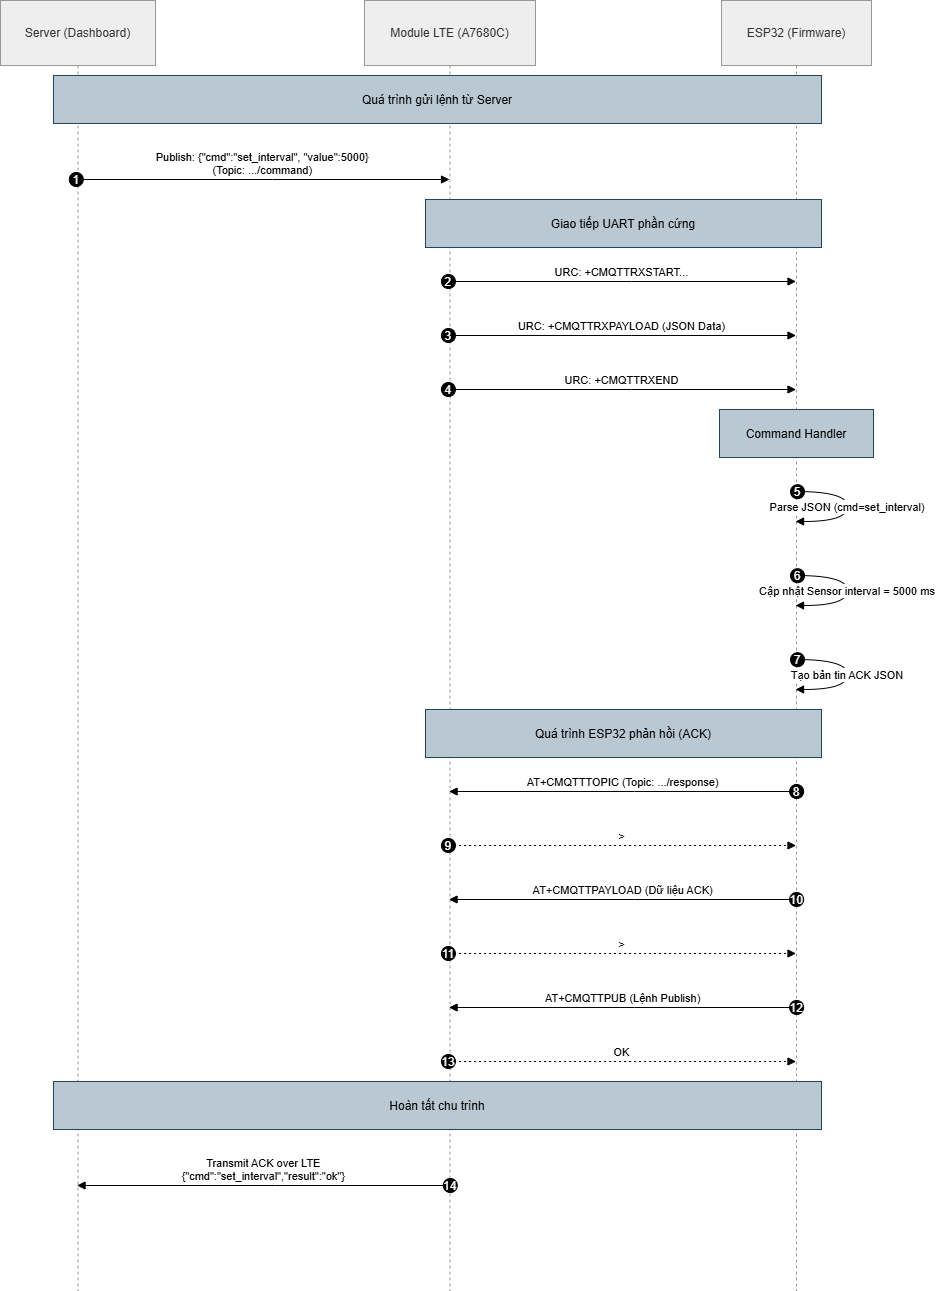 Server (Dashboard)
Module LTE (A7680C)
ESP32 (Firmware)
Quá trình gửi lệnh từ Server
Publish: {"cmd":"set_interval", "value":5000}
(Topic: .../command)
1
Giao tiếp UART phần cứng
URC: +CMQTTRXSTART...
2
URC: +CMQTTRXPAYLOAD (JSON Data)
3
URC: +CMQTTRXEND
4
Command Handler
5
Parse JSON (cmd=set_interval)
6
Cập nhật Sensor interval = 5000 ms
7
Tạo bản tin ACK JSON
Quá trình ESP32 phản hồi (ACK)
AT+CMQTTTOPIC (Topic: .../response)
8
>
9
AT+CMQTTPAYLOAD (Dữ liệu ACK)
10
>
11
AT+CMQTTPUB (Lệnh Publish)
12
OK
13
Hoàn tất chu trình
Transmit ACK over LTE
{"cmd":"set_interval","result":"ok"}
14